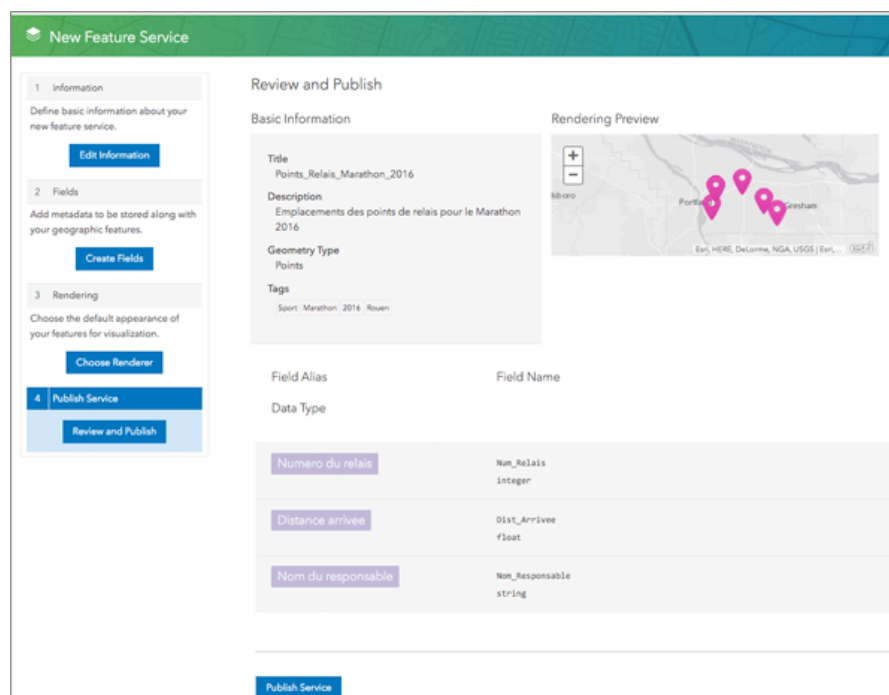 New Feature Service
1 Information
Define basic information about your
new feature service.
Edit Information
2 Fields
Add metadata to be stored along with
your geographic features.
Create Fields
3 Rendering
Choose the default appearance of
your features for visualization.
Choose Renderer
4 Publish Service
Review and Publish
Review and Publish
Basic Information
Title
Points_Relais_Marathon_2016
Description
Emplacements des points de relais pour le Marathon
2016
Geometry Type
Points
Tags
Sport Marathon 2016 Rouen
Rendering Preview
+
−
lsboro
Portland
Gresham
Esri, HERE, DeLorme, NGA, USGS | Esri,...
esri
Field Alias Field Name
Data Type
Numero du relais Num_Relais
integer
Distance arrivee Dist_Arrivee
float
Nom du responsable Nom_Responsable
string
Publish Service